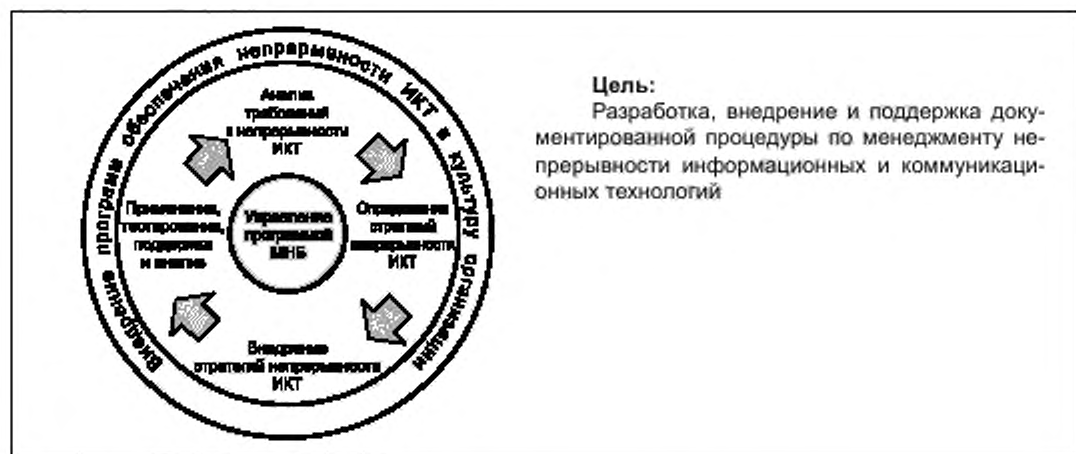 Внедрение программ обеспечения непрерывности ИКТ в культуру организации
Анализ
требований
к непрерывности
ИКТ
Определение
стратегий
непрерывности
ИКТ
Внедрение
стратегий непрерывности
ИКТ
Применение,
тестирование,
поддержка
и анализ
Управление
программой
МНБ
Цель:
Разработка, внедрение и поддержка доку-
ментированной процедуры по менеджменту не-
прерывности информационных и коммуникаци-
онных технологий